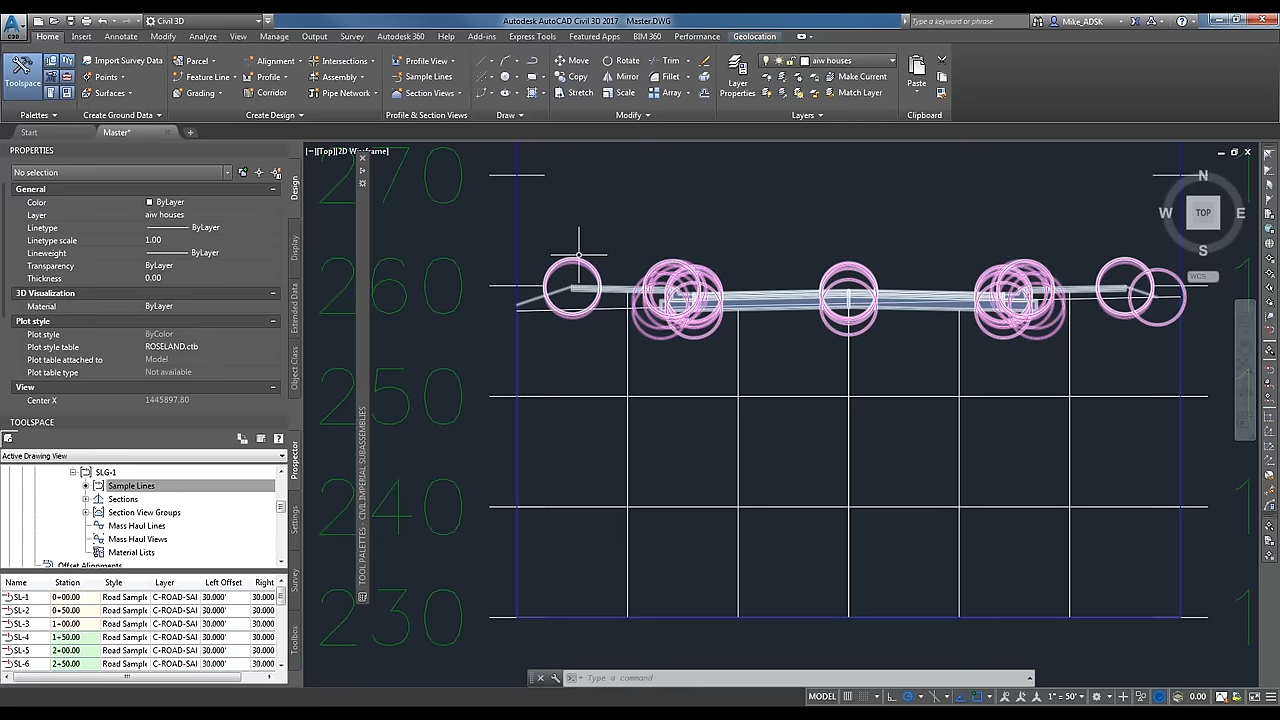 A
C3D
Civil 3D
Autodesk AutoCAD Civil 3D 2017   Master.DWG
Type a keyword or phrase
Mike_ADSK
Home Insert Annotate Modify Analyze View Manage Output Survey Autodesk 360 Help Add-ins Express Tools Featured Apps BIM 360 Performance Geolocation
Toolspace
Import Survey Data
Points
Surfaces
Parcel
Feature Line
Grading
Alignment
Profile
Corridor
Intersections
Assembly
Pipe Network
Profile View
Sample Lines
Section Views
Move
Copy
Stretch
Rotate
Mirror
Scale
Trim
Fillet
Array
Layer
Properties
aiw houses
Make Current
Match Layer
Paste
Palettes
Create Ground Data
Create Design
Profile & Section Views
Draw
Modify
Layers
Clipboard
Start
Master*
PROPERTIES
No selection
General
Color ByLayer
Layer aiw houses
Linetype ByLayer
Linetype scale 1.00
Lineweight ByLayer
Transparency ByLayer
Thickness 0.00
3D Visualization
Material ByLayer
Plot style
Plot style ByColor
Plot style table ROSELAND.ctb
Plot table attached to Model
Plot table type Not available
View
Center X 1445897.80
Design
Display
Extended Data
Object Class
TOOLSPACE
Active Drawing View
SLG-1
Sample Lines
Sections
Section View Groups
Mass Haul Lines
Mass Haul Views
Material Lists
Offset Alignments
Prospector
Settings
Survey
Toolbox
Name Station Style Layer Left Offset Right
SL-1 0+00.00 Road Sample C-ROAD-SAI 30.000' 30.000
SL-2 0+50.00 Road Sample C-ROAD-SAI 30.000' 30.000
SL-3 1+00.00 Road Sample C-ROAD-SAI 30.000' 30.000
SL-4 1+50.00 Road Sample C-ROAD-SAI 30.000' 30.000
SL-5 2+00.00 Road Sample C-ROAD-SAI 30.000' 30.000
SL-6 2+50.00 Road Sample C-ROAD-SAI 30.000' 30.000
[−][Top][2D Wireframe]
TOOL PALETTES - CIVIL IMPERIAL SUBASSEMBLIES
270
260
250
240
230
N
W TOP E
S
WCS
Type a command
MODEL
1" = 50'
0.00